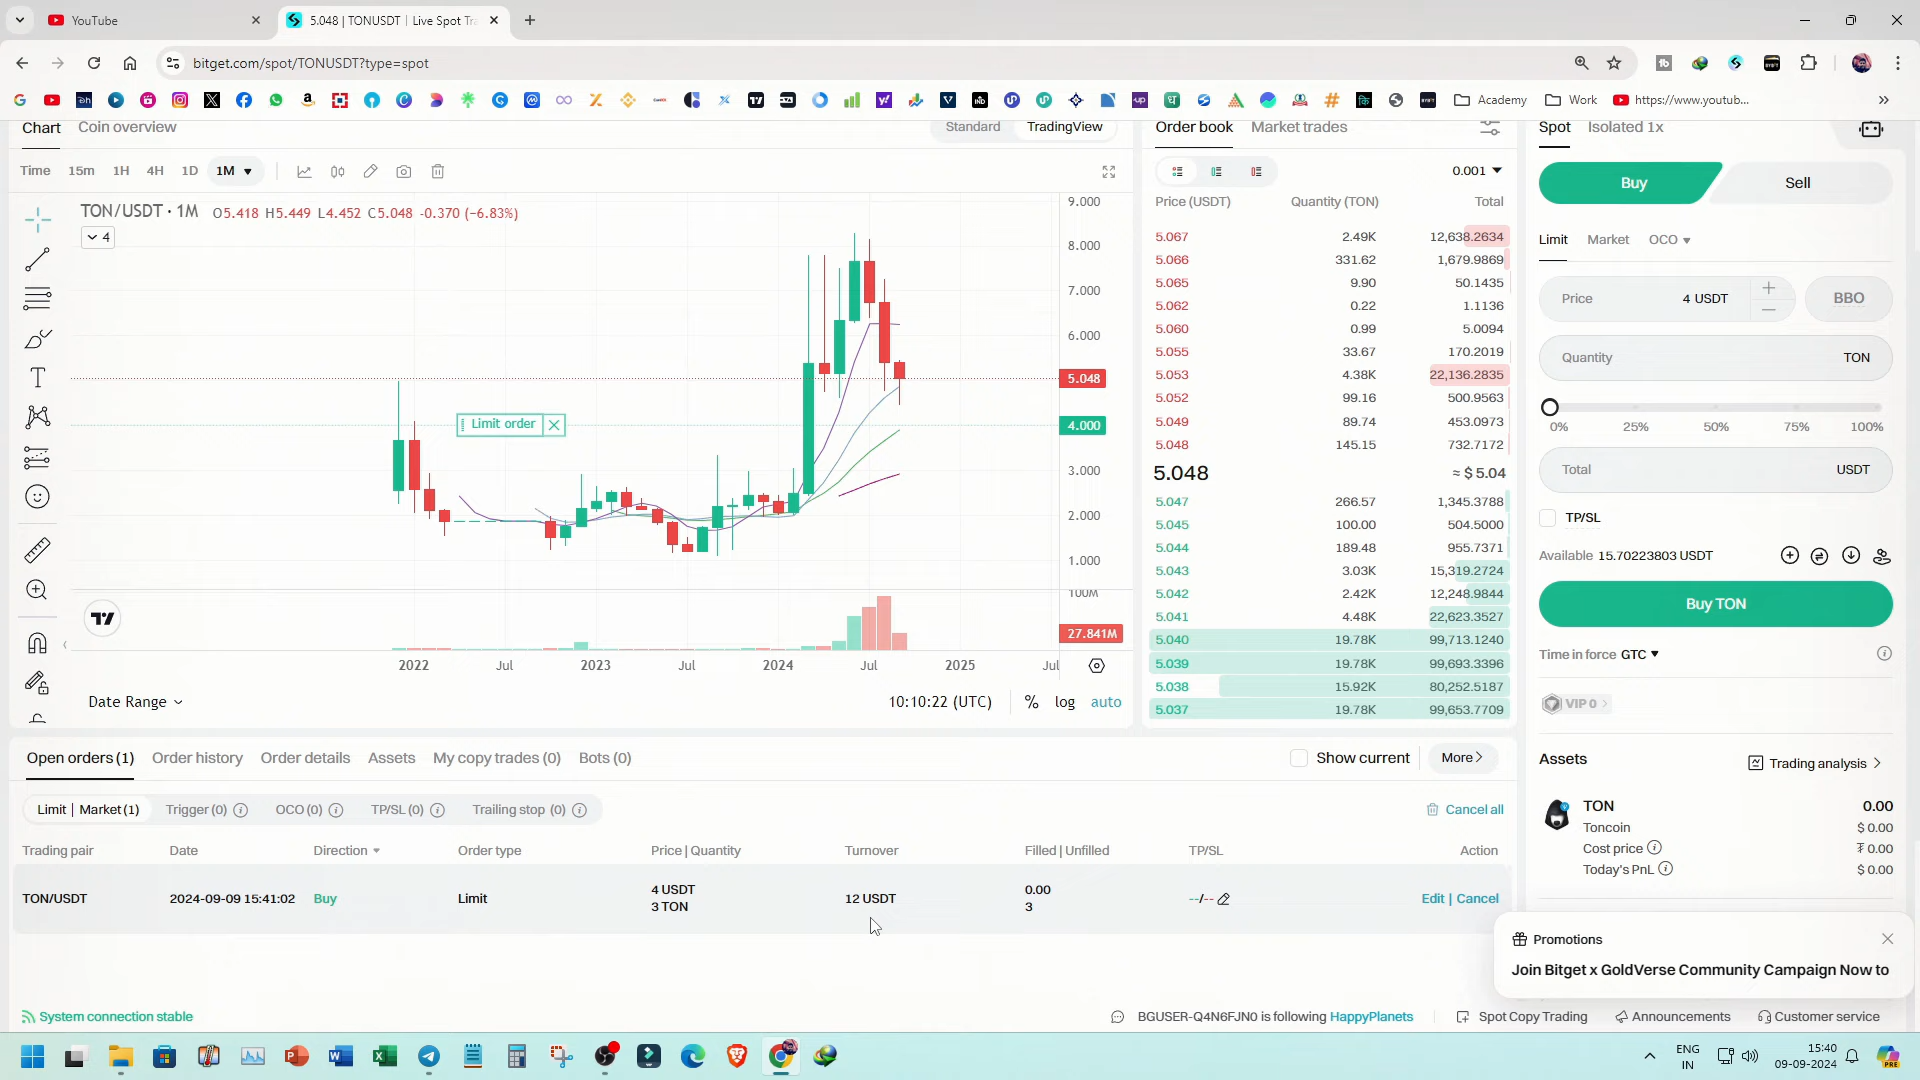 YouTube
5.048 | TONUSDT | Live Spot Tra
bitget.com/spot/TONUSDT?type=spot
Academy
Work
https://www.youtub...
Chart
Coin overview
Standard
TradingView
Time
15m
1H
4H
1D
1M
TON/USDT · 1M
O5.418 H5.449 L4.452 C5.048 -0.370 (−6.83%)
4
Limit order
9.000
8.000
7.000
6.000
5.048
4.000
3.000
2.000
1.000
100M
27.841M
2022
Jul
2023
Jul
2024
Jul
2025
Jul
Date Range
10:10:22 (UTC)
%
log
auto
Order book
Market trades
0.001
Price (USDT) Quantity (TON) Total
5.067 2.49K 12,638.2634
5.066 331.62 1,679.9869
5.065 9.90 50.1435
5.062 0.22 1.1136
5.060 0.99 5.0094
5.055 33.67 170.2019
5.053 4.38K 22,136.2835
5.052 99.16 500.9563
5.049 89.74 453.0973
5.048 145.15 732.7172
5.048 ≈ $ 5.04
5.047 266.57 1,345.3788
5.045 100.00 504.5000
5.044 189.48 955.7371
5.043 3.03K 15,319.2724
5.042 2.42K 12,248.9844
5.041 4.48K 22,623.3527
5.040 19.78K 99,713.1240
5.039 19.78K 99,693.3396
5.038 15.92K 80,252.5187
5.037 19.78K 99,653.7709
Spot
Isolated 1x
Buy
Sell
Limit
Market
OCO
Price 4 USDT
BBO
Quantity TON
0% 25% 50% 75% 100%
Total USDT
TP/SL
Available 15.70223803 USDT
Buy TON
Time in force GTC
VIP 0
Assets
Trading analysis
TON 0.00
Toncoin $ 0.00
Cost price ₮ 0.00
Today's PnL $ 0.00
Open orders (1)
Order history
Order details
Assets
My copy trades (0)
Bots (0)
Show current
More
Limit | Market (1)
Trigger (0)
OCO (0)
TP/SL (0)
Trailing stop (0)
Cancel all
Trading pair Date Direction Order type Price | Quantity Turnover Filled | Unfilled TP/SL Action
TON/USDT 2024-09-09 15:41:02 Buy Limit 4 USDT 12 USDT 0.00 --/-- Edit | Cancel
3 TON 3
Promotions
Join Bitget x GoldVerse Community Campaign Now to
System connection stable
BGUSER-Q4N6FJN0 is following HappyPlanets
Spot Copy Trading
Announcements
Customer service
ENG
IN
15:40
09-09-2024